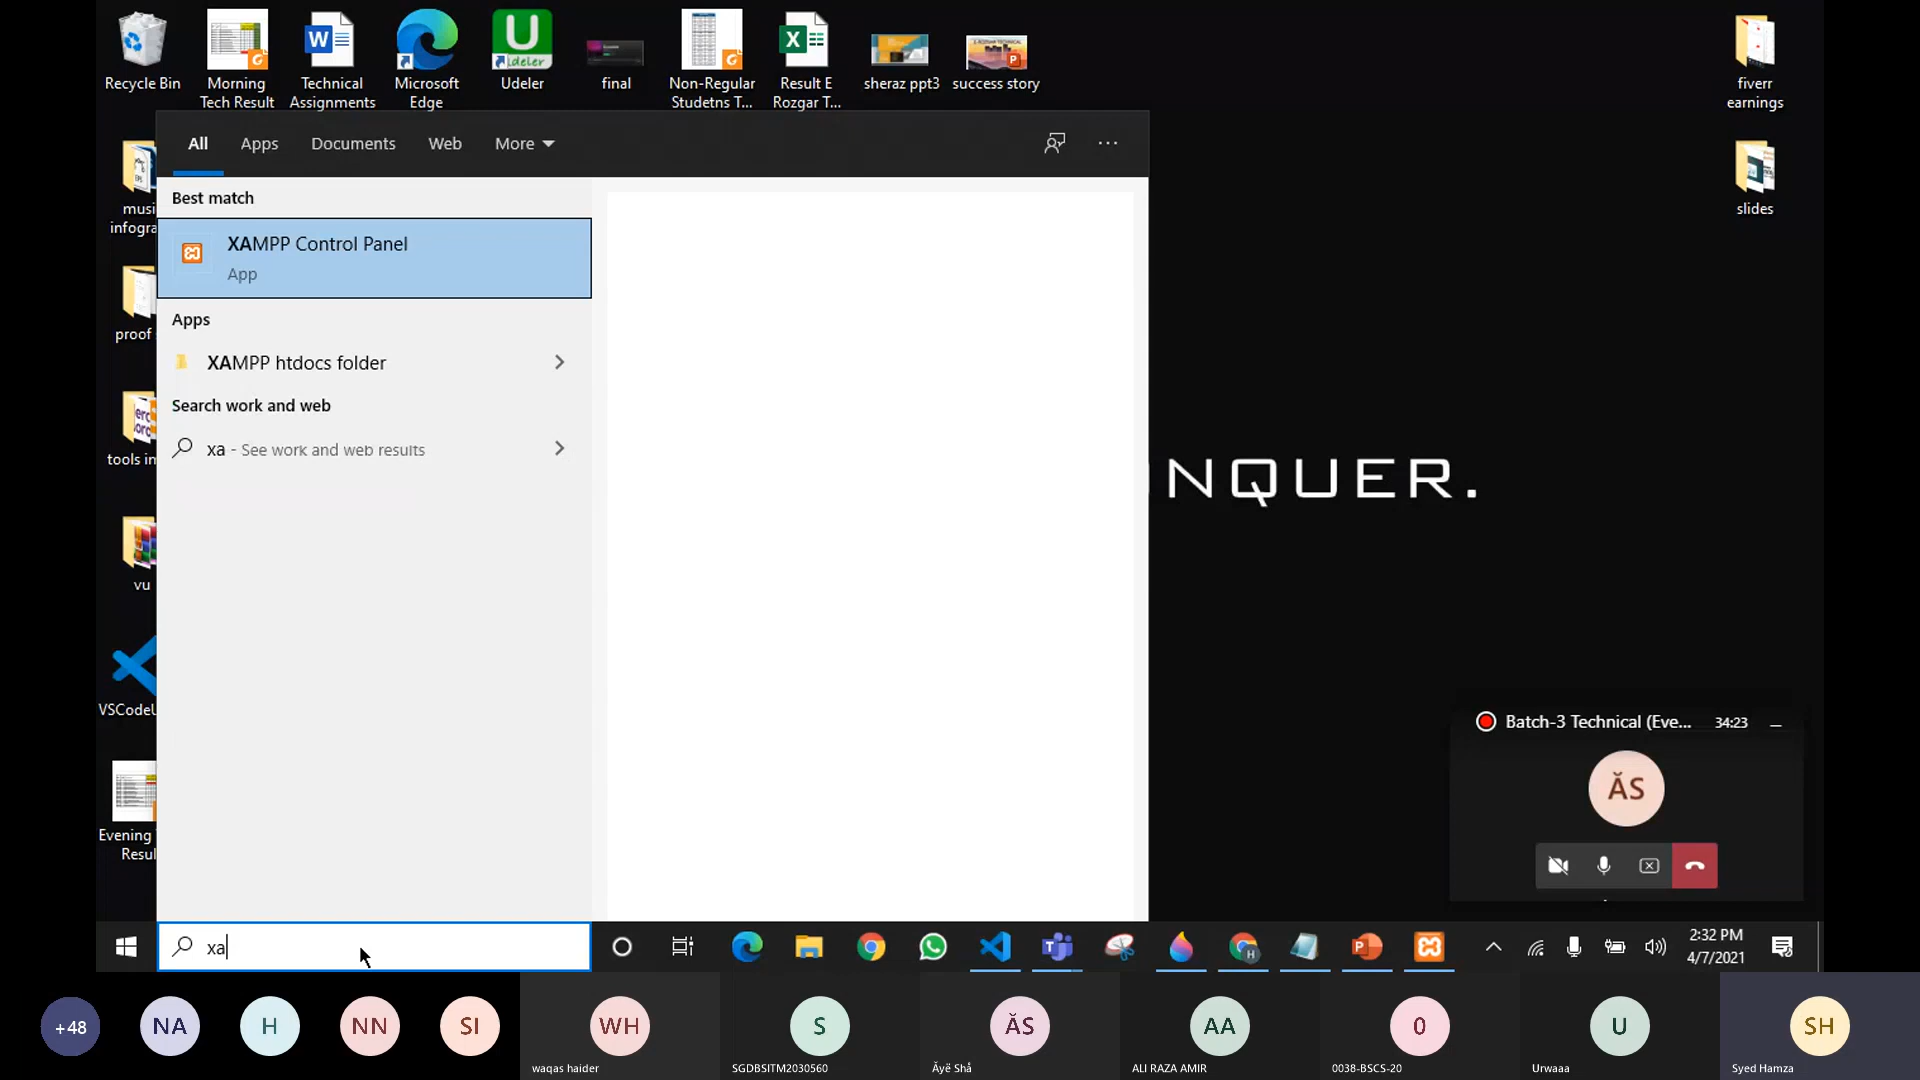 Recycle Bin
Morning
Tech Result
Technical
Assignments
Microsoft
Edge
Udeler
final
Non-Regular
Studetns T...
Result E
Rozgar T...
sheraz ppt3
success story
fiverr
earnings
slides
All
Apps
Documents
Web
More
Best match
XAMPP Control Panel
App
Apps
XAMPP htdocs folder
Search work and web
xa - See work and web results
musi
infogra
proof
tools in
vu
VSCodeU
Evening
Resul
NQUER.
Batch-3 Technical (Eve...
34:23
ĂS
xa
2:32 PM
4/7/2021
+48
NA
H
NN
SI
WH
waqas haider
S
SGDBSITM2030560
ĂS
Ăyë Shå
AA
ALI RAZA AMIR
0
0038-BSCS-20
U
Urwaaa
SH
Syed Hamza